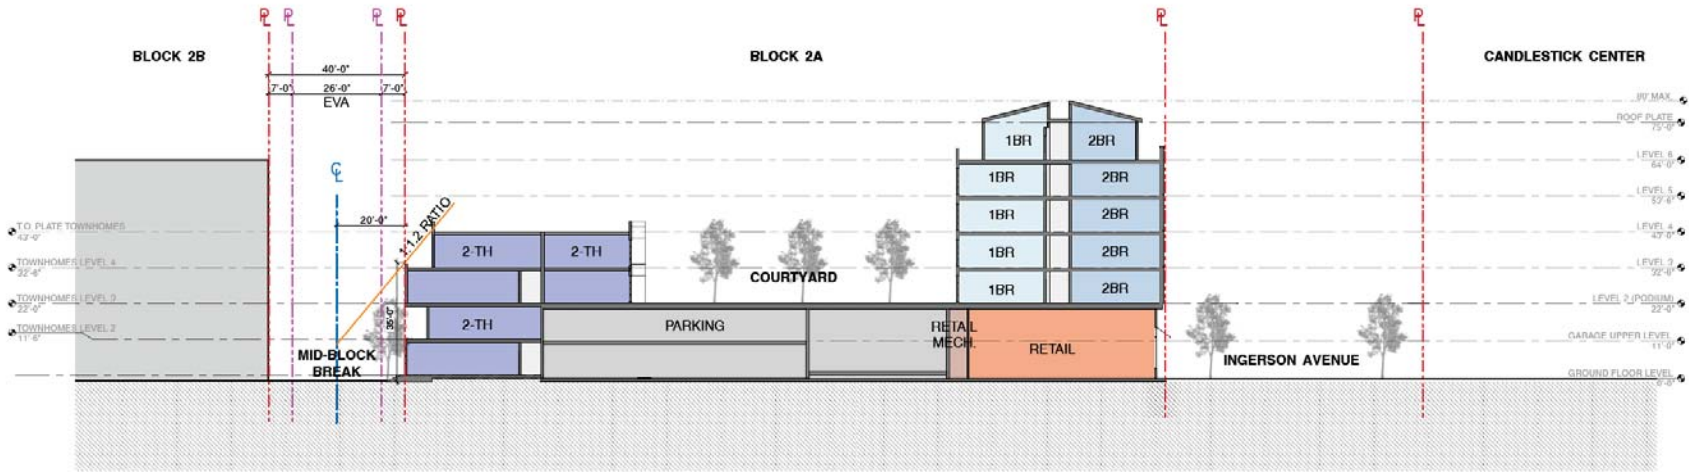 PL PL PL PL PL PL
BLOCK 2B
BLOCK 2A
CANDLESTICK CENTER
40'-0"
7'-0" 26'-0" 7'-0"
EVA
80' MAX.
ROOF PLATE
75'-0"
1BR 2BR
LEVEL 6
64'-0"
CL
1BR 2BR
LEVEL 5
53'-6"
20'-0"
1:1.2 RATIO
1BR 2BR
T.O. PLATE TOWNHOMES
43'-0"
LEVEL 4
43'-0"
2-TH 2-TH
1BR 2BR
TOWNHOMES LEVEL 4
32'-6"
LEVEL 3
32'-6"
COURTYARD
1BR 2BR
TOWNHOMES LEVEL 3
22'-0"
LEVEL 2 (PODIUM)
22'-0"
35'-0"
2-TH
PARKING
RETAIL
MECH.
RETAIL
TOWNHOMES LEVEL 2
11'-6"
GARAGE UPPER LEVEL
11'-0"
MID-BLOCK
BREAK
INGERSON AVENUE
GROUND FLOOR LEVEL
0'-0"